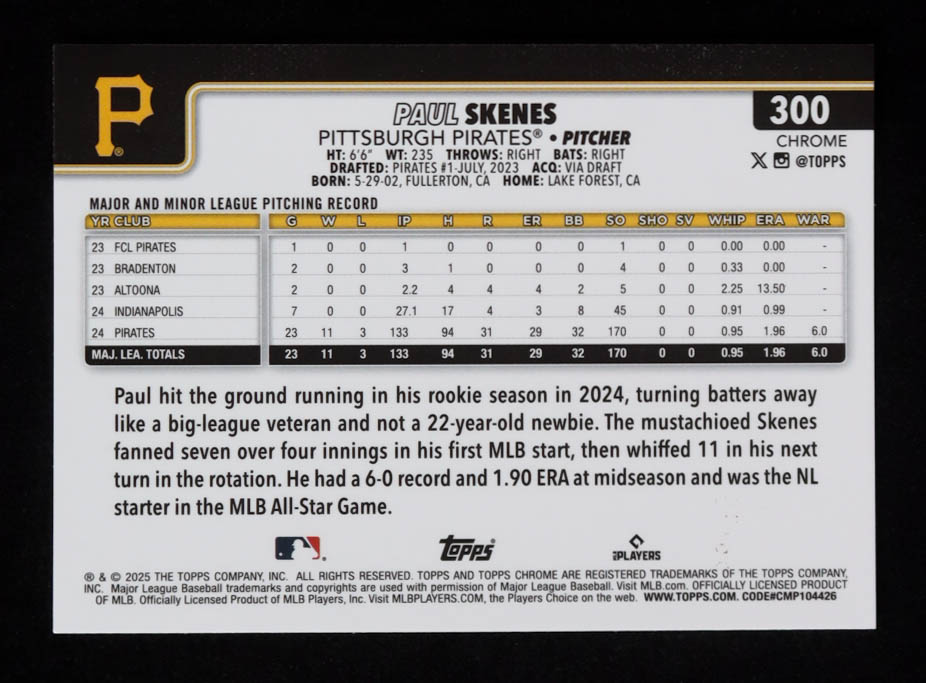 P
PAUL SKENES
300
PITTSBURGH PIRATES® • PITCHER
CHROME
HT: 6'6" WT: 235 THROWS: RIGHT BATS: RIGHT
DRAFTED: PIRATES #1-JULY, 2023 ACQ: VIA DRAFT
X @TOPPS
BORN: 5-29-02, FULLERTON, CA HOME: LAKE FOREST, CA
MAJOR AND MINOR LEAGUE PITCHING RECORD
YR CLUB G W L IP H R ER BB SO SHO SV WHIP ERA WAR
23 FCL PIRATES 1 0 0 1 0 0 0 0 1 0 0 0.00 0.00 -
23 BRADENTON 2 0 0 3 1 0 0 0 4 0 0 0.33 0.00 -
23 ALTOONA 2 0 0 2.2 4 4 4 2 5 0 0 2.25 13.50 -
24 INDIANAPOLIS 7 0 0 27.1 17 4 3 8 45 0 0 0.91 0.99 -
24 PIRATES 23 11 3 133 94 31 29 32 170 0 0 0.95 1.96 6.0
MAJ. LEA. TOTALS 23 11 3 133 94 31 29 32 170 0 0 0.95 1.96 6.0
Paul hit the ground running in his rookie season in 2024, turning batters away
like a big-league veteran and not a 22-year-old newbie. The mustachioed Skenes
fanned seven over four innings in his first MLB start, then whiffed 11 in his next
turn in the rotation. He had a 6-0 record and 1.90 ERA at midseason and was the NL
starter in the MLB All-Star Game.
topps®
MLB PLAYERS
® & © 2025 THE TOPPS COMPANY, INC. ALL RIGHTS RESERVED. TOPPS AND TOPPS CHROME ARE REGISTERED TRADEMARKS OF THE TOPPS COMPANY,
INC. Major League Baseball trademarks and copyrights are used with permission of Major League Baseball. Visit MLB.com. OFFICIALLY LICENSED PRODUCT
OF MLB. Officially Licensed Product of MLB Players, Inc. Visit MLBPLAYERS.COM, the Players Choice on the web. WWW.TOPPS.COM. CODE#CMP104426